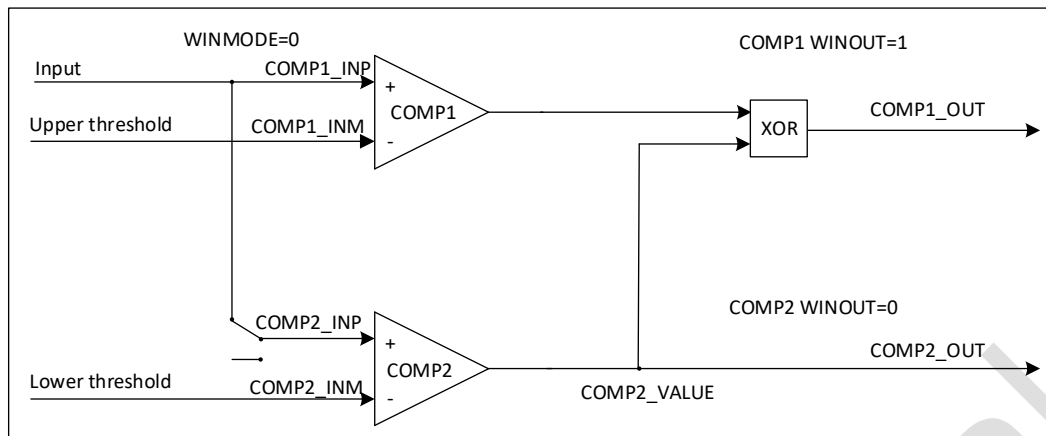 WINMODE=0
COMP1 WINOUT=1
Input
COMP1_INP
+
COMP1
-
Upper threshold
COMP1_INM
XOR
COMP1_OUT
COMP2 WINOUT=0
COMP2_INP
+
COMP2
-
COMP2_OUT
Lower threshold
COMP2_INM
COMP2_VALUE